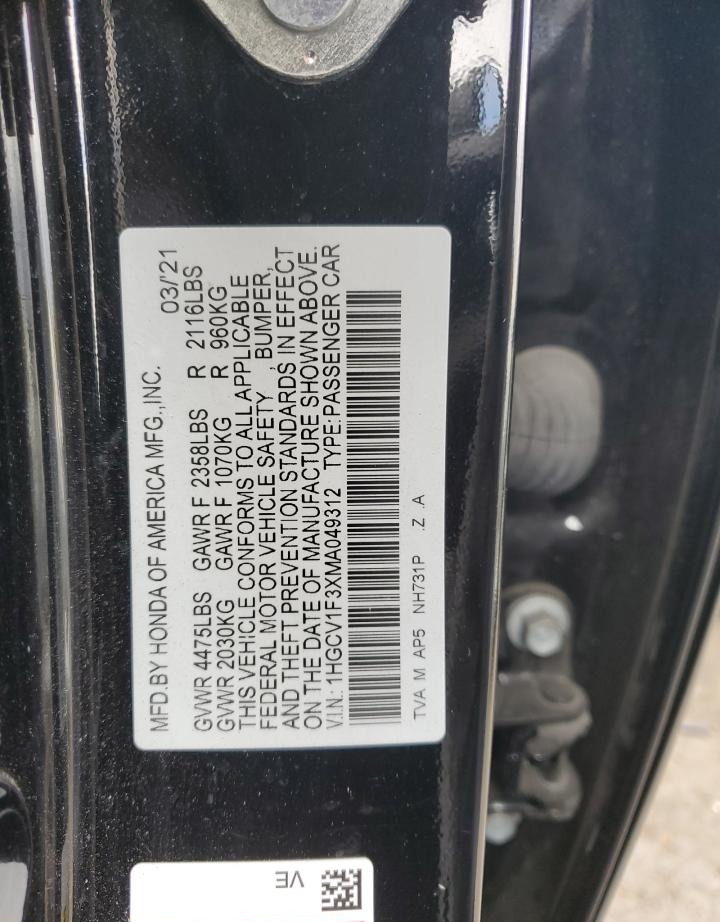 MFD.BY HONDA OF AMERICA MFG.,INC. 03/'21
GVWR 4475LBS GAWR F 2358LBS R 2116LBS
GVWR 2030KG GAWR F 1070KG R 960KG
THIS VEHICLE CONFORMS TO ALL APPLICABLE
FEDERAL MOTOR VEHICLE SAFETY , BUMPER,
AND THEFT PREVENTION STANDARDS IN EFFECT
ON THE DATE OF MANUFACTURE SHOWN ABOVE.
V.I.N.: 1HGCV1F3XMA049312 TYPE:PASSENGER CAR
TVA M AP5 NH731P .Z .A
VE